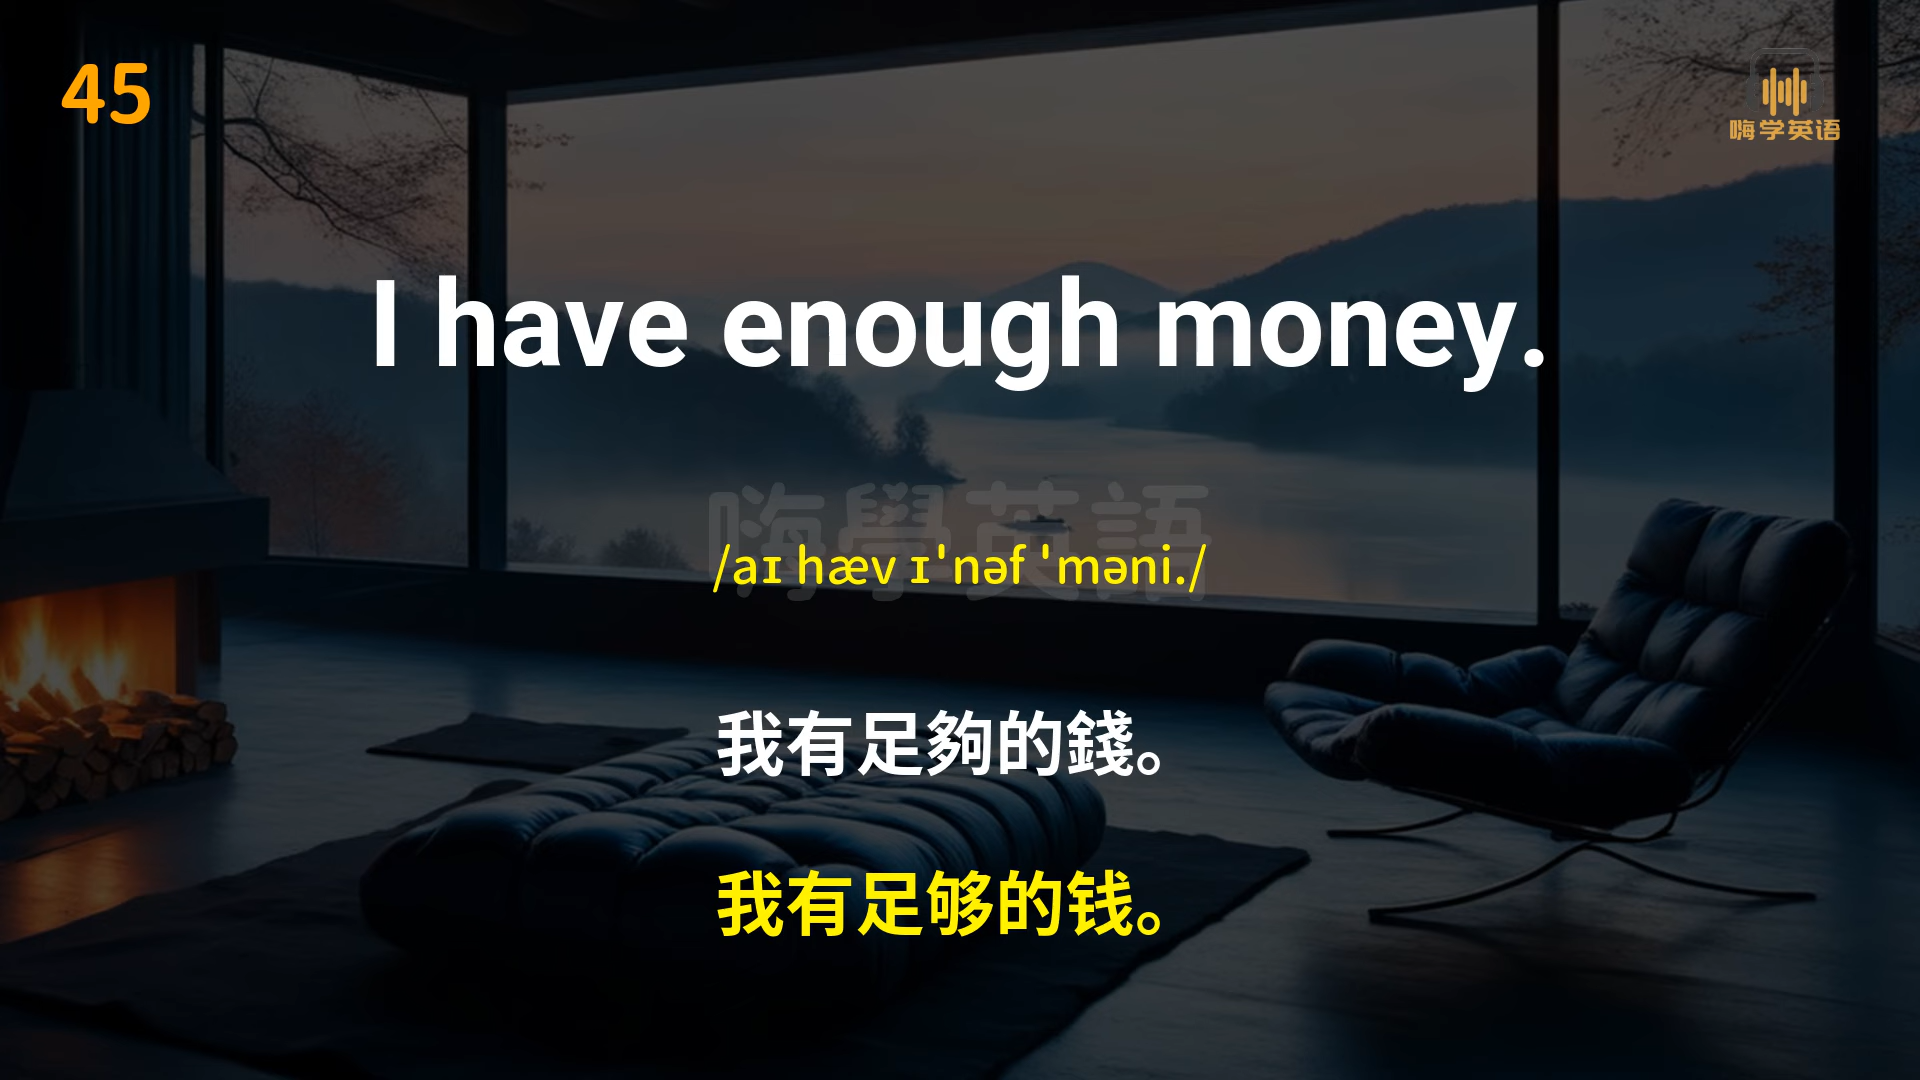 45
嗨学英语
I have enough money.
嗨學英語
/aɪ hæv ɪˈnəf ˈməni./
我有足夠的錢。
我有足够的钱。